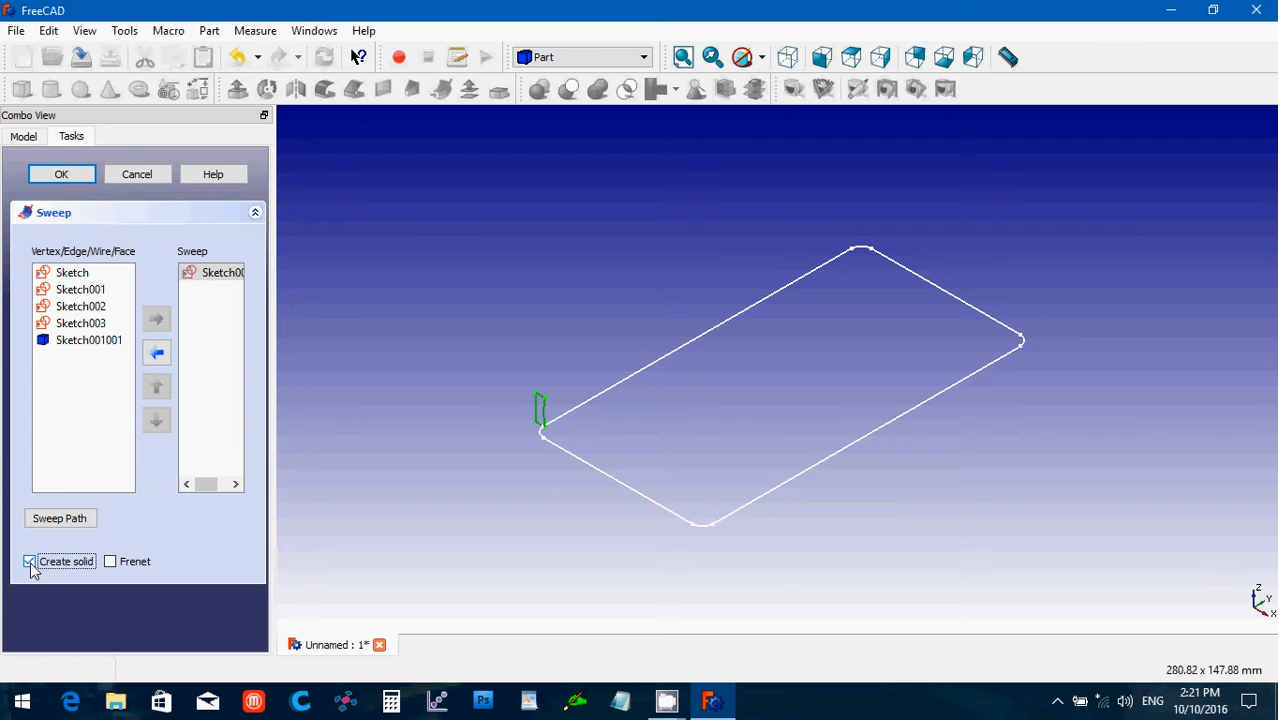 FreeCAD
File Edit View Tools Macro Part Measure Windows Help
Part
Combo View
Model Tasks
OK Cancel Help
Sweep
Vertex/Edge/Wire/Face Sweep
Sketch Sketch00
Sketch001
Sketch002
Sketch003
Sketch001001
Sweep Path
Create solid Frenet
Z
Y
X
Unnamed : 1*
280.82 x 147.88 mm
Ps
ENG 2:21 PM
10/10/2016